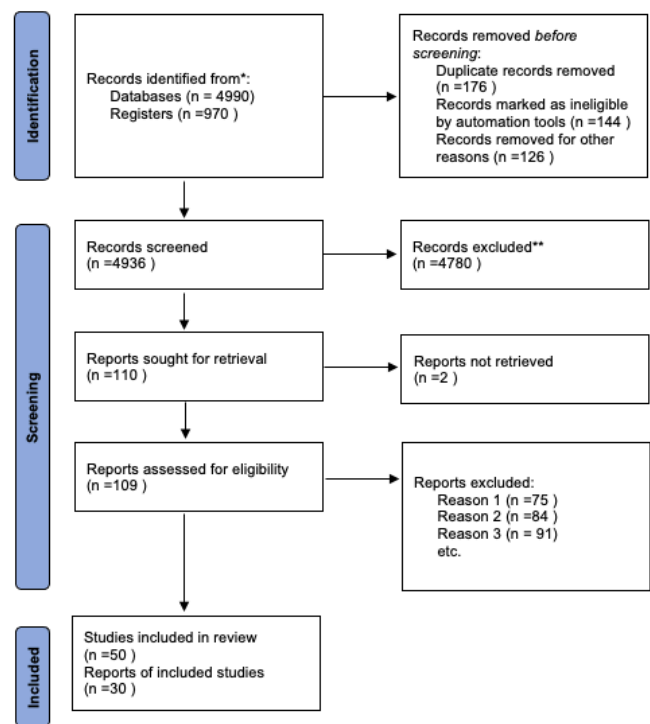 Identification
Records identified from*:
Databases (n = 4990)
Registers (n =970 )
Records removed before
screening:
Duplicate records removed
(n =176 )
Records marked as ineligible
by automation tools (n =144 )
Records removed for other
reasons (n =126 )
Screening
Records screened
(n =4936 )
Records excluded**
(n =4780 )
Reports sought for retrieval
(n =110 )
Reports not retrieved
(n =2 )
Reports assessed for eligibility
(n =109 )
Reports excluded:
Reason 1 (n =75 )
Reason 2 (n =84 )
Reason 3 (n = 91)
etc.
Included
Studies included in review
(n =50 )
Reports of included studies
(n =30 )